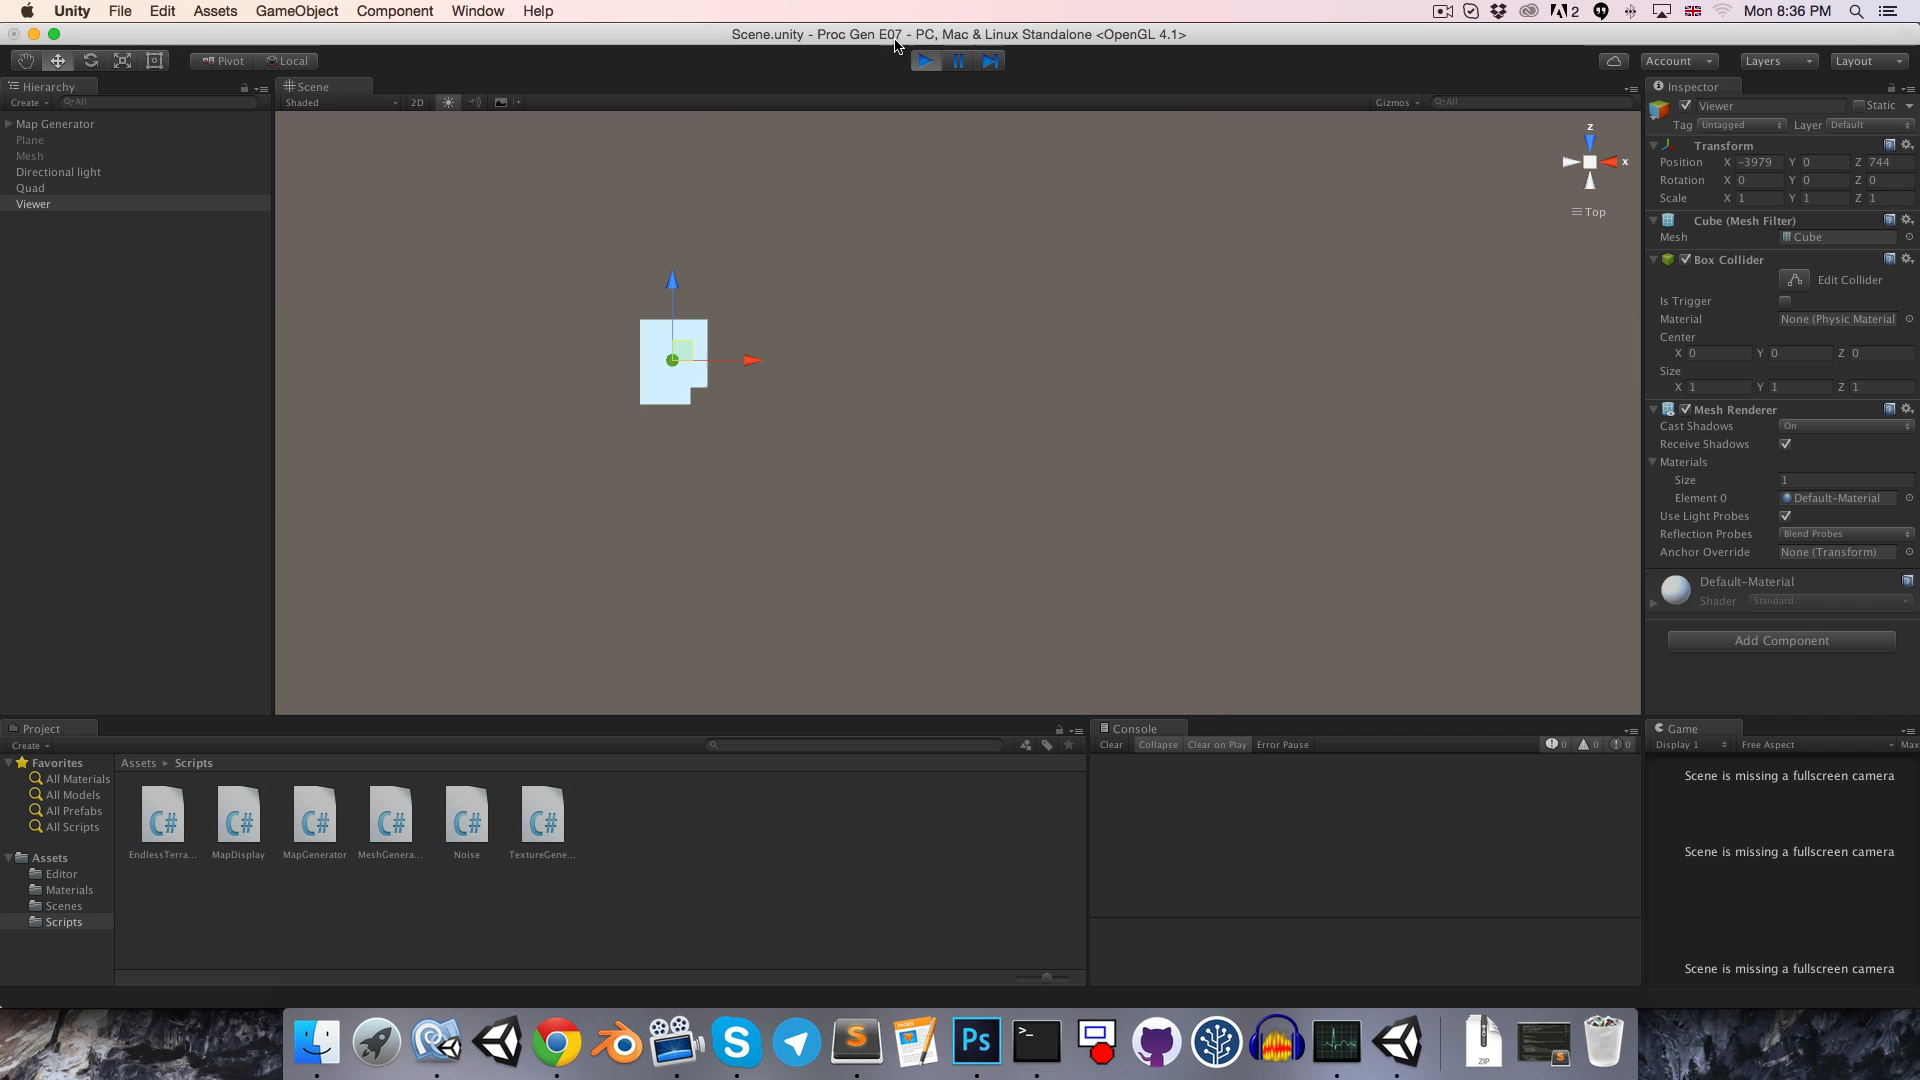 Unity File Edit Assets GameObject Component Window Help
2 Mon 8:36 PM
Scene.unity - Proc Gen E07 - PC, Mac & Linux Standalone <OpenGL 4.1>
Pivot Local
Account Layers Layout
Hierarchy
Create All
Map Generator
Plane
Mesh
Directional light
Quad
Viewer
Scene
Shaded 2D Gizmos All
z
x
Top
Inspector
Viewer Static
Tag Untagged Layer Default
Transform
Position X -3979 Y 0 Z 744
Rotation X 0 Y 0 Z 0
Scale X 1 Y 1 Z 1
Cube (Mesh Filter)
Mesh Cube
Box Collider
Edit Collider
Is Trigger
Material None (Physic Material
Center
X 0 Y 0 Z 0
Size
X 1 Y 1 Z 1
Mesh Renderer
Cast Shadows On
Receive Shadows
Materials
Size 1
Element 0 Default-Material
Use Light Probes
Reflection Probes Blend Probes
Anchor Override None (Transform)
Default-Material
Shader Standard
Add Component
Project
Create
Favorites
All Materials
All Models
All Prefabs
All Scripts
Assets
Editor
Materials
Scenes
Scripts
Assets Scripts
C# C# C# C# C# C#
EndlessTerra... MapDisplay MapGenerator MeshGenera... Noise TextureGene...
Console
Clear Collapse Clear on Play Error Pause 0 0 0
Game
Display 1 Free Aspect Max
Scene is missing a fullscreen camera
Scene is missing a fullscreen camera
Scene is missing a fullscreen camera
PAGES
Ps
ZIP